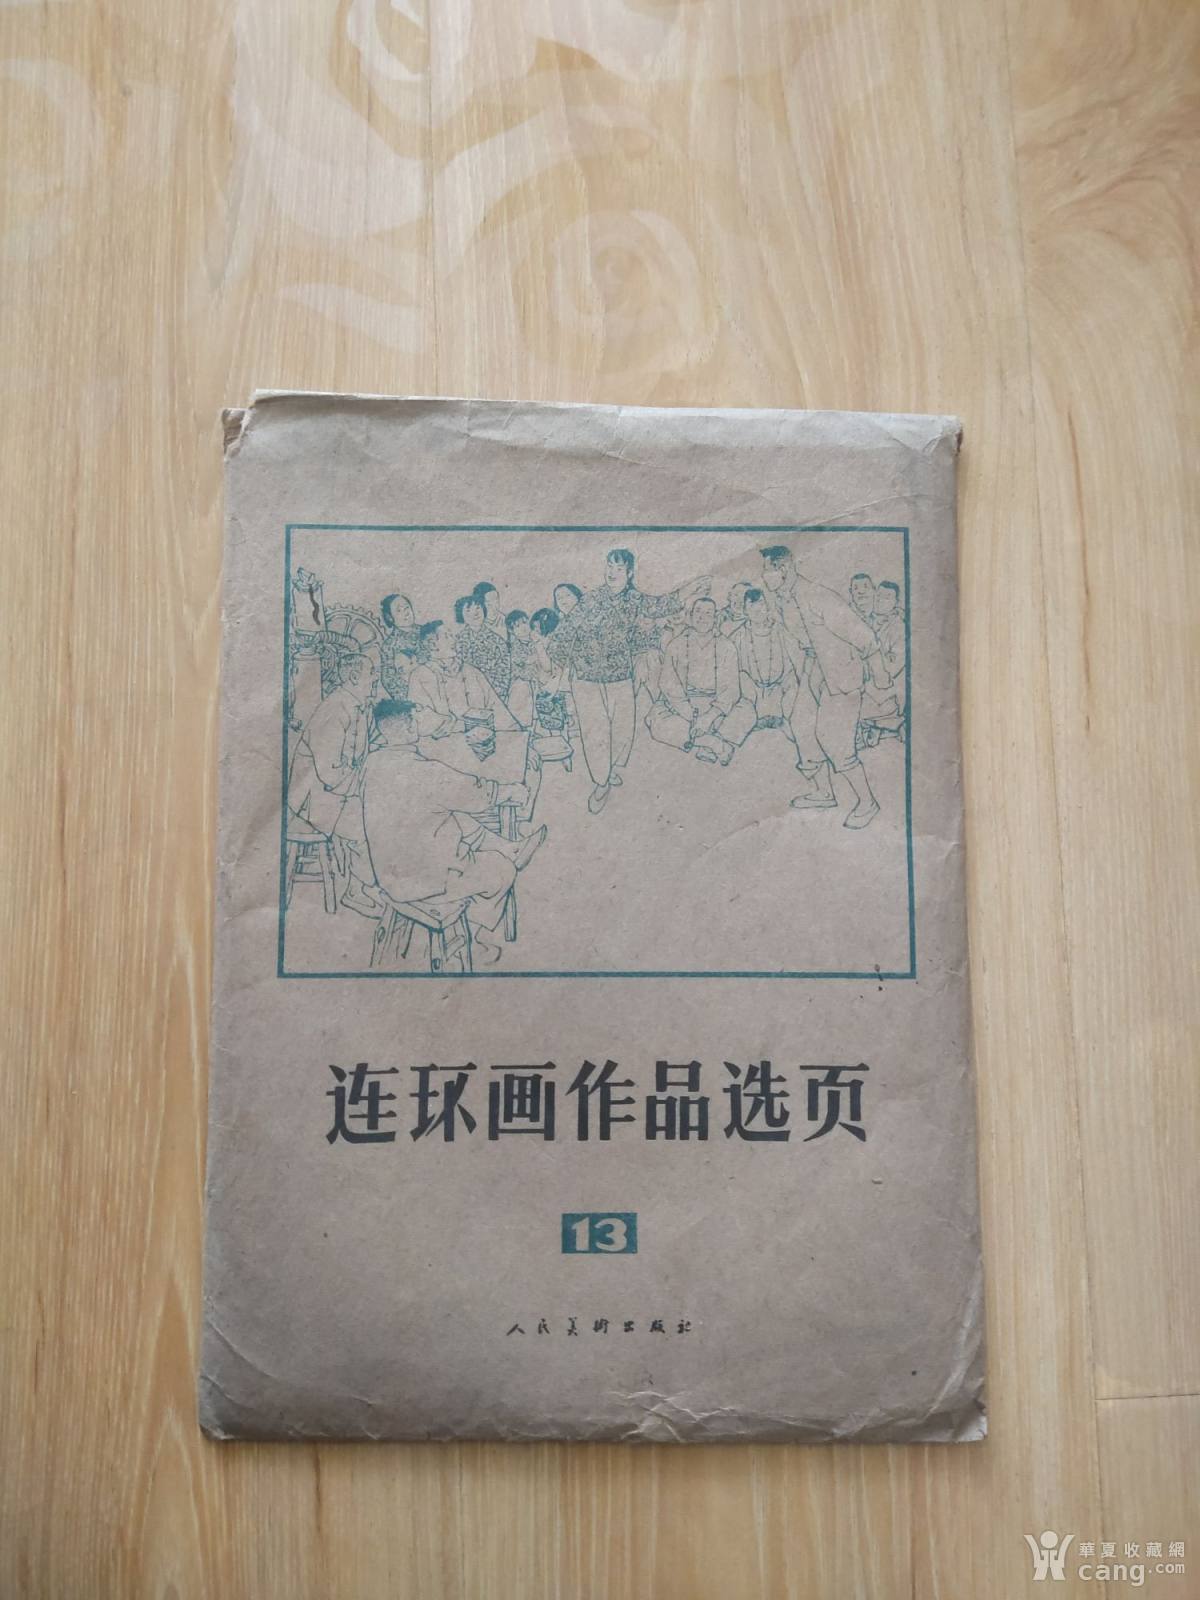 连环画作品选页
13
人民美術出版社
華夏收藏網
cang.com